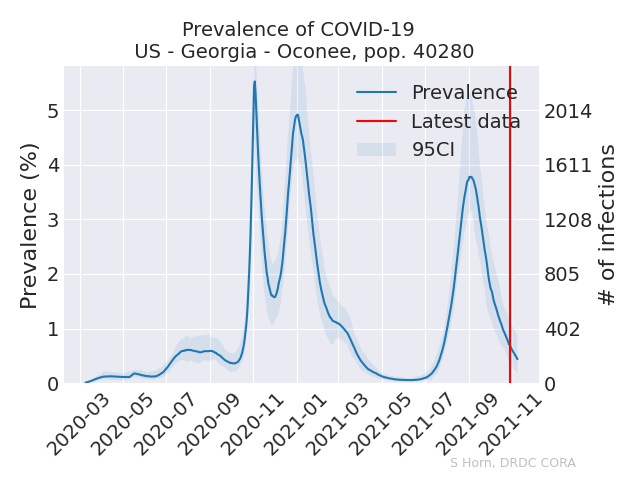 Prevalence of COVID-19
US - Georgia - Oconee, pop. 40280
Prevalence
Latest data
95CI
Prevalence (%)
5
4
3
2
1
0
2014
1611
1208
805
402
0
# of infections
2020-03
2020-05
2020-07
2020-09
2020-11
2021-01
2021-03
2021-05
2021-07
2021-09
2021-11
S Horn, DRDC CORA